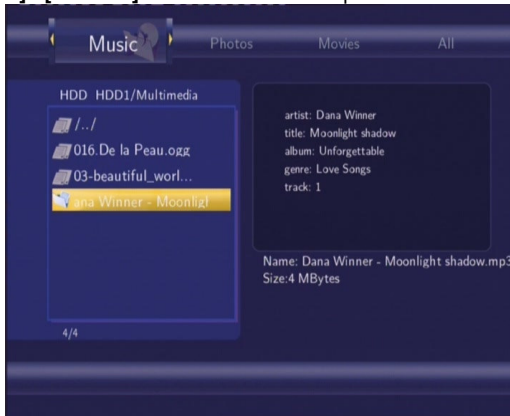 Music Photos Movies All
HDD HDD1/Multimedia
/../
016.De la Peau.ogg
03-beautiful_worl...
ana Winner - Moonligl
4/4
artist: Dana Winner
title: Moonlight shadow
album: Unforgettable
genre: Love Songs
track: 1
Name: Dana Winner - Moonlight shadow.mp3
Size:4 MBytes